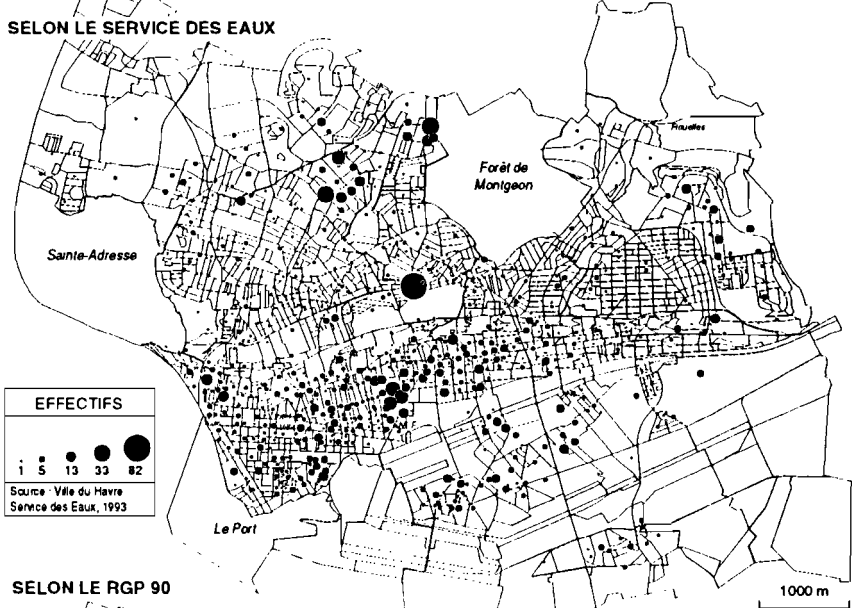 SELON LE SERVICE DES EAUX
Forêt de
Montgeon
Sainte-Adresse
EFFECTIFS
1 5 13 33 82
Source : Ville du Havre
Service des Eaux, 1993
Le Port
SELON LE RGP 90
1000 m